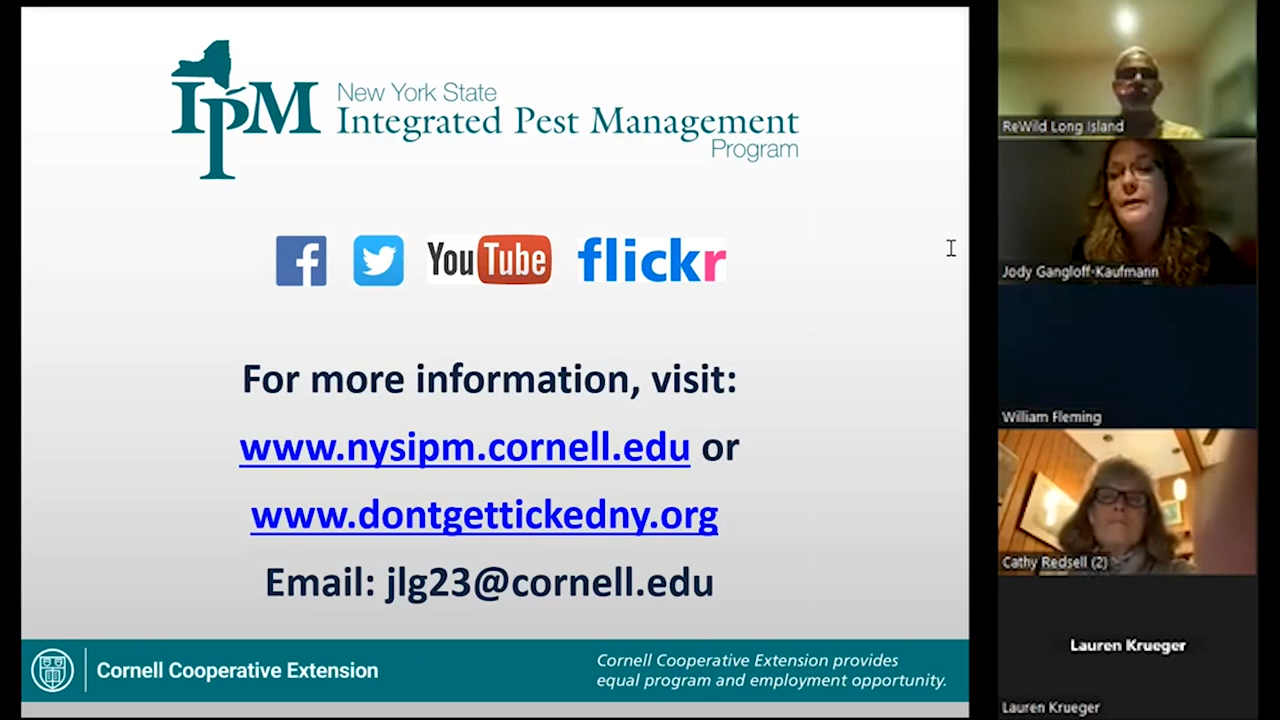 IPM
New York State
Integrated Pest Management
Program
f
YouTube
flickr
For more information, visit:
www.nysipm.cornell.edu or
www.dontgettickedny.org
Email: jlg23@cornell.edu
Cornell Cooperative Extension
Cornell Cooperative Extension provides
equal program and employment opportunity.
ReWild Long Island
Jody Gangloff-Kaufmann
William Fleming
Cathy Redsell (2)
Lauren Krueger
Lauren Krueger